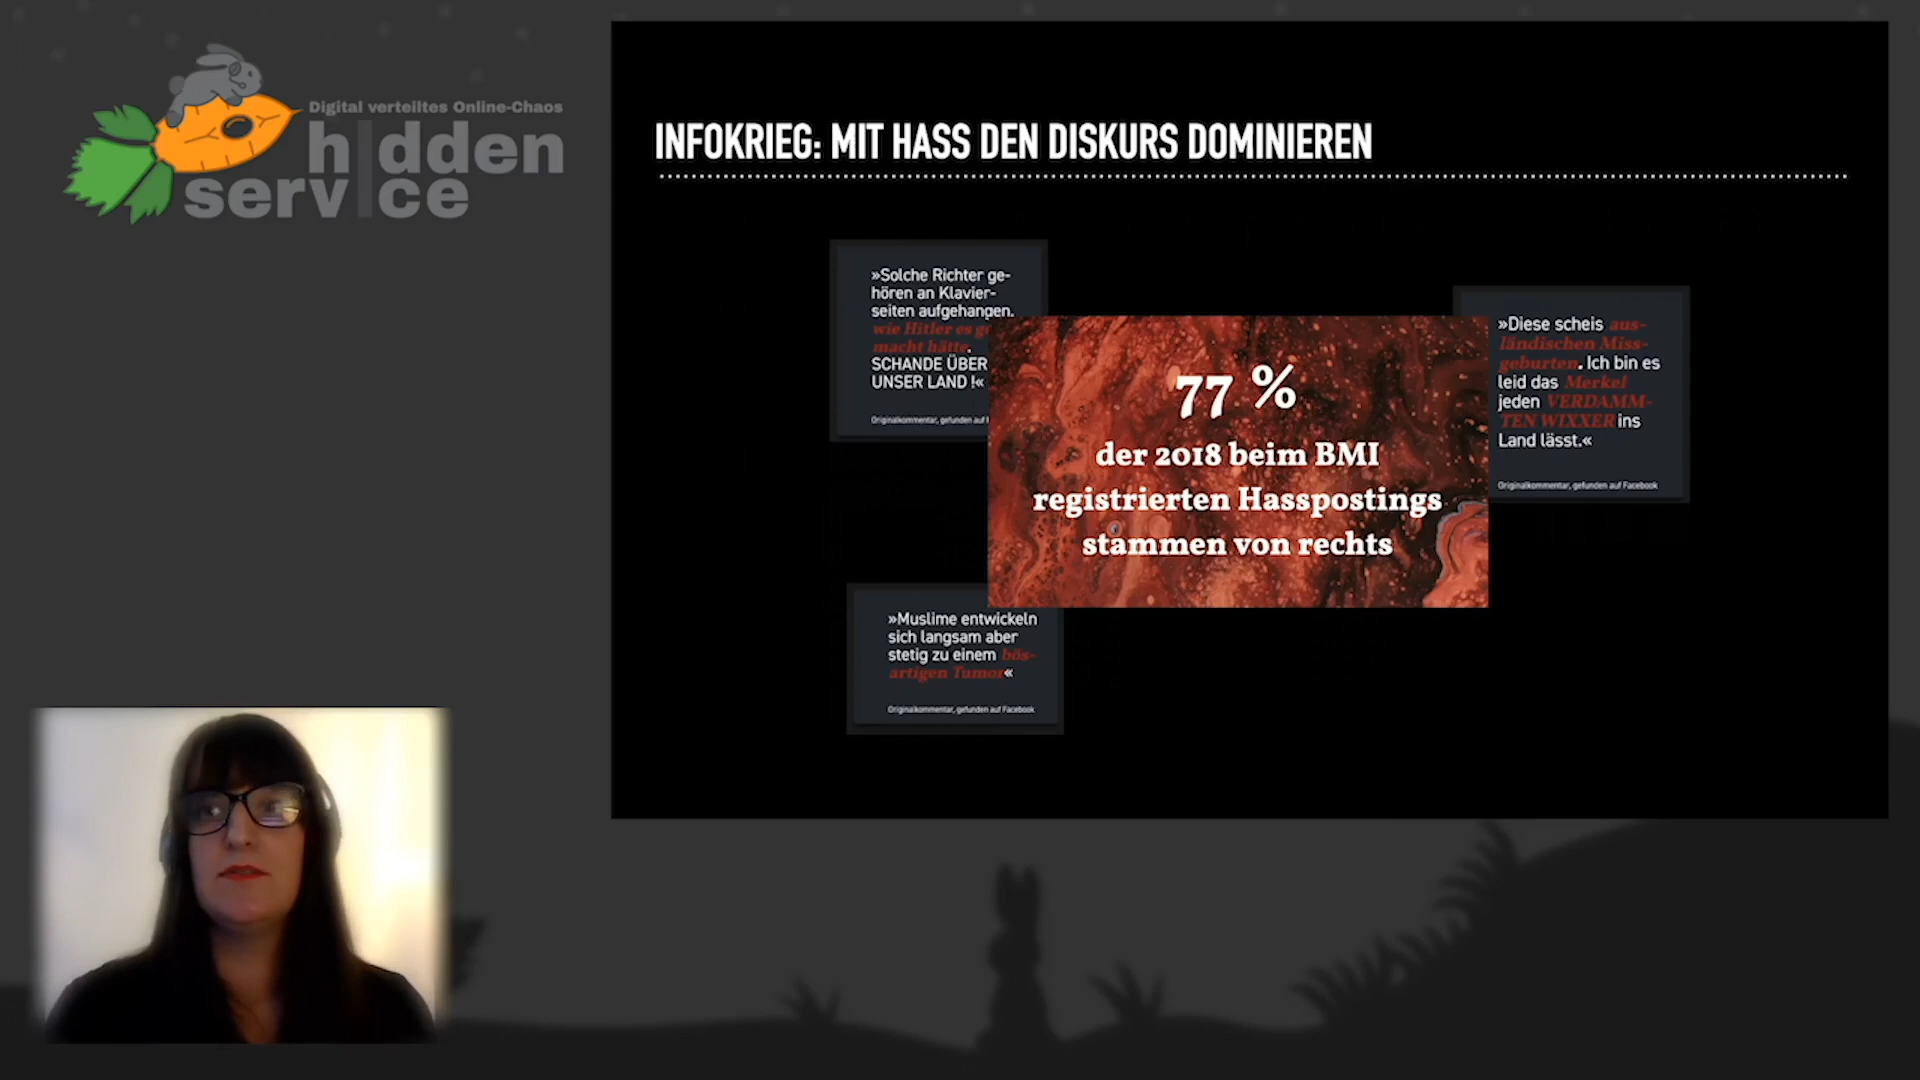 Digital verteiltes Online-Chaos
hidden
service
INFOKRIEG: MIT HASS DEN DISKURS DOMINIEREN
»Solche Richter ge-
hören an Klavier-
seiten aufgehangen.
wie Hitler es ge
macht hätte.
SCHANDE ÜBER
UNSER LAND !«
Originalkommentar, gefunden auf
77 %
der 2018 beim BMI
registrierten Hasspostings
stammen von rechts
»Diese scheis aus-
ländischen Miss-
geburten. Ich bin es
leid das Merkel
jeden VERDAMM-
TEN WIXXER ins
Land lässt.«
Originalkommentar, gefunden auf Facebook
»Muslime entwickeln
sich langsam aber
stetig zu einem bös-
artigen Tumor«
Originalkommentar, gefunden auf Facebook